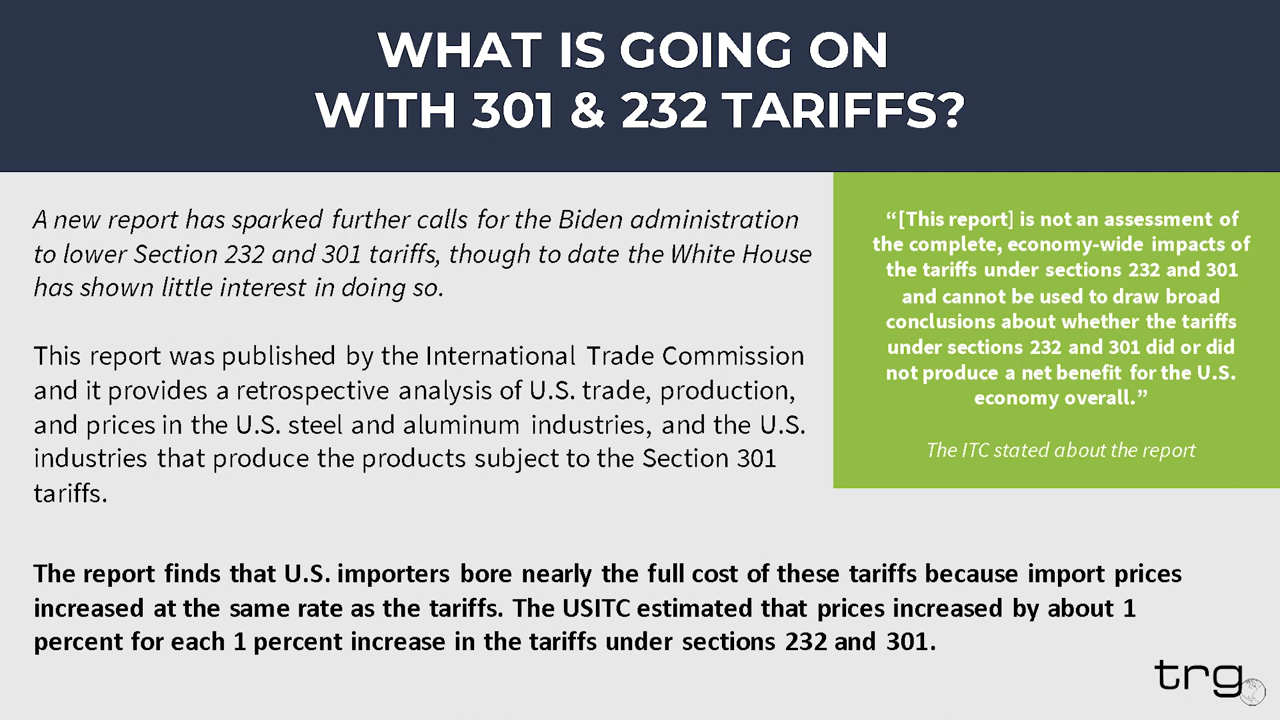 WHAT IS GOING ON
WITH 301 & 232 TARIFFS?
A new report has sparked further calls for the Biden administration
to lower Section 232 and 301 tariffs, though to date the White House
has shown little interest in doing so.
This report was published by the International Trade Commission
and it provides a retrospective analysis of U.S. trade, production,
and prices in the U.S. steel and aluminum industries, and the U.S.
industries that produce the products subject to the Section 301
tariffs.
“[This report] is not an assessment of
the complete, economy-wide impacts of
the tariffs under sections 232 and 301
and cannot be used to draw broad
conclusions about whether the tariffs
under sections 232 and 301 did or did
not produce a net benefit for the U.S.
economy overall.”
The ITC stated about the report
The report finds that U.S. importers bore nearly the full cost of these tariffs because import prices
increased at the same rate as the tariffs. The USITC estimated that prices increased by about 1
percent for each 1 percent increase in the tariffs under sections 232 and 301.
trg